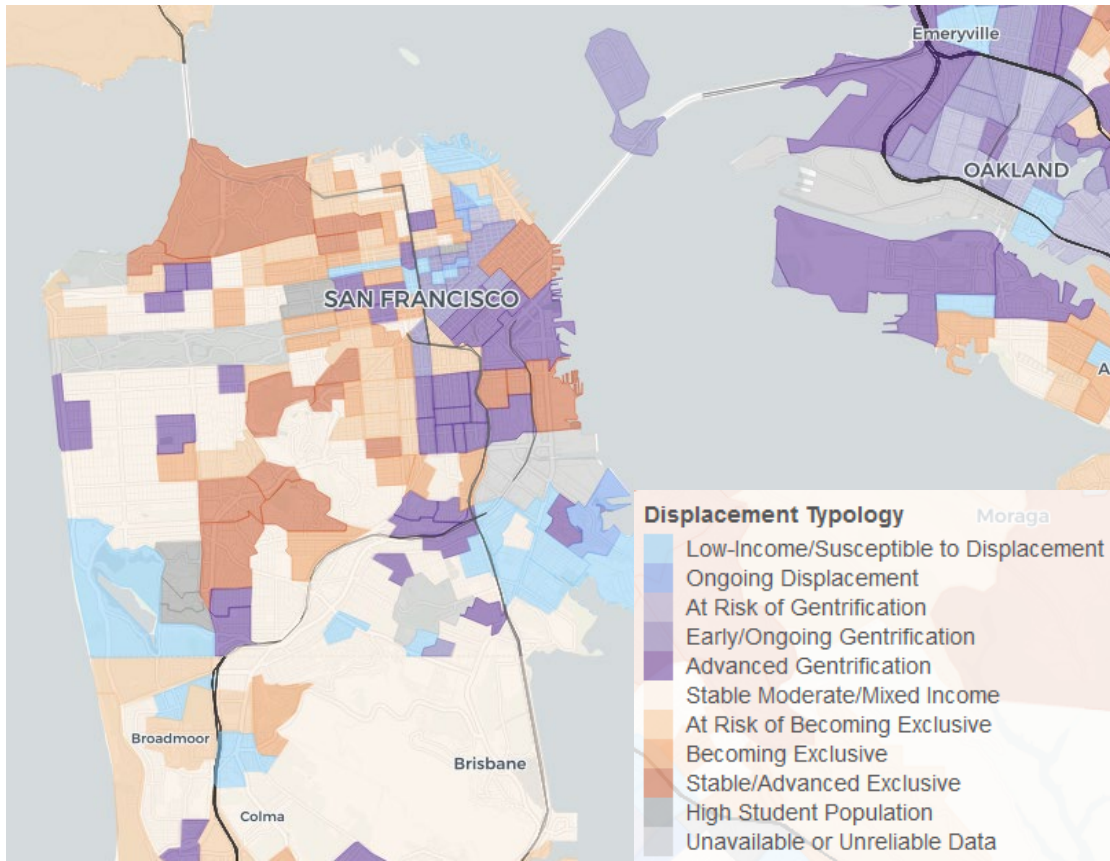 Emeryville
OAKLAND
SAN FRANCISCO
A
Displacement Typology
Moraga
Low-Income/Susceptible to Displacement
Ongoing Displacement
At Risk of Gentrification
Early/Ongoing Gentrification
Advanced Gentrification
Stable Moderate/Mixed Income
At Risk of Becoming Exclusive
Becoming Exclusive
Stable/Advanced Exclusive
High Student Population
Unavailable or Unreliable Data
Broadmoor
Brisbane
Colma